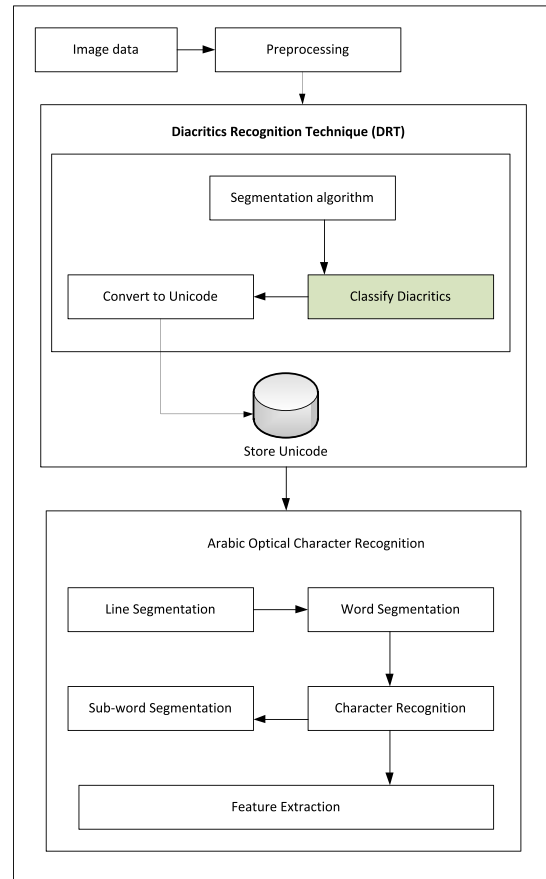 Image data
Preprocessing
Diacritics Recognition Technique (DRT)
Segmentation algorithm
Convert to Unicode
Classify Diacritics
Store Unicode
Arabic Optical Character Recognition
Line Segmentation
Word Segmentation
Sub-word Segmentation
Character Recognition
Feature Extraction